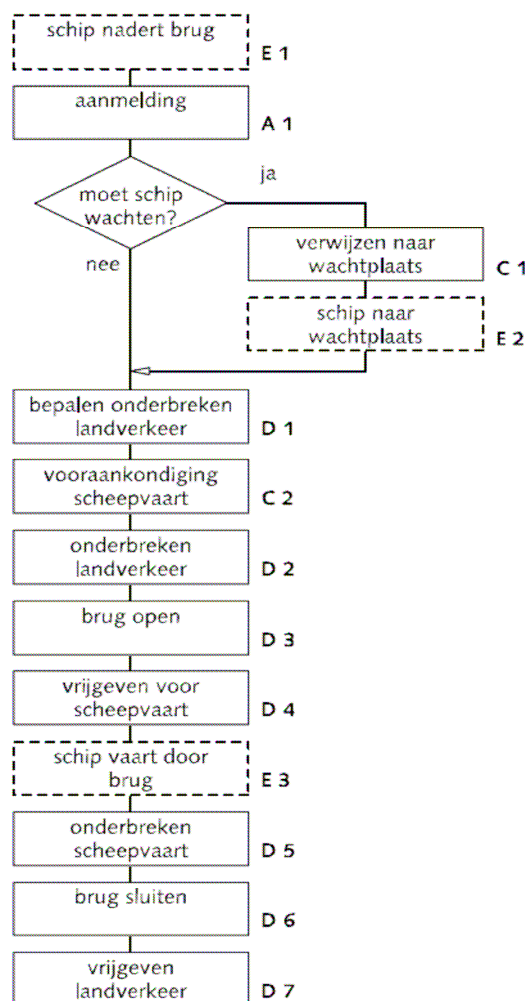 schip nadert brug
E 1
aanmelding
A 1
moet schip
wachten?
ja
nee
verwijzen naar
wachtplaats
C 1
schip naar
wachtplaats
E 2
bepalen onderbreken
landverkeer
D 1
vooraankondiging
scheepvaart
C 2
onderbreken
landverkeer
D 2
brug open
D 3
vrijgeven voor
scheepvaart
D 4
schip vaart door
brug
E 3
onderbreken
scheepvaart
D 5
brug sluiten
D 6
vrijgeven
landverkeer
D 7